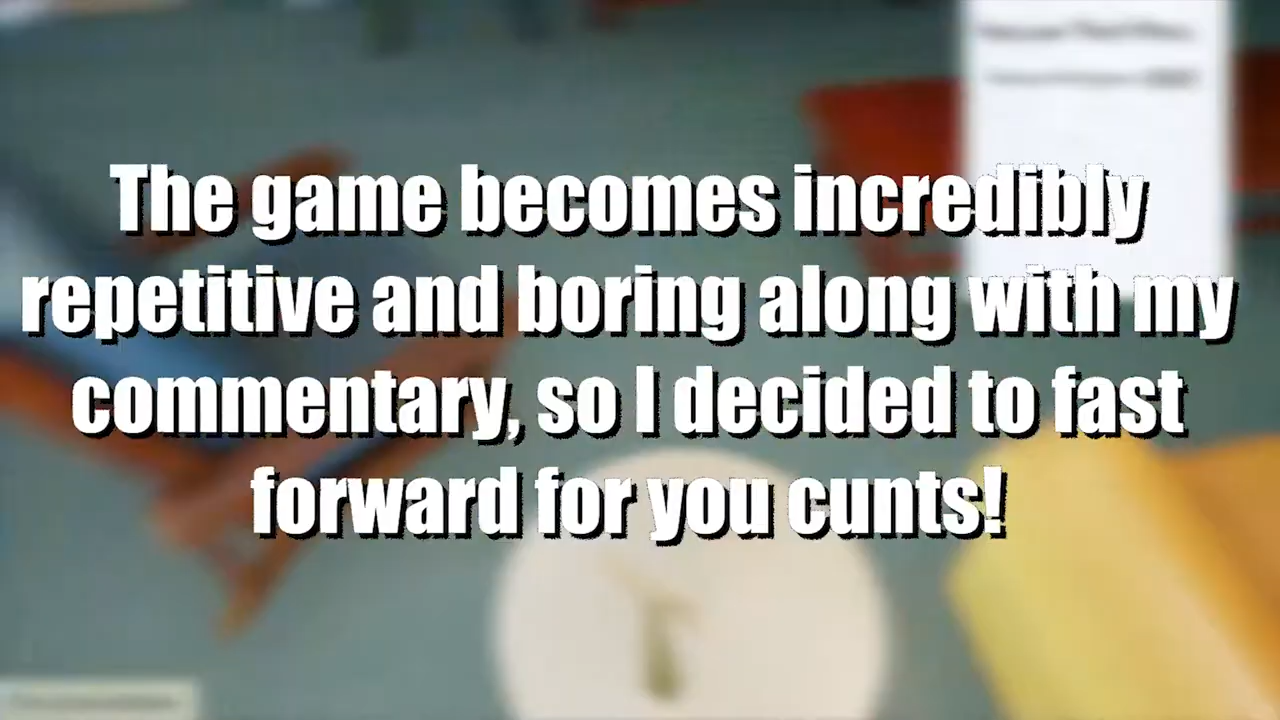 The game becomes incredibly
repetitive and boring along with my
commentary, so I decided to fast
forward for you cunts!